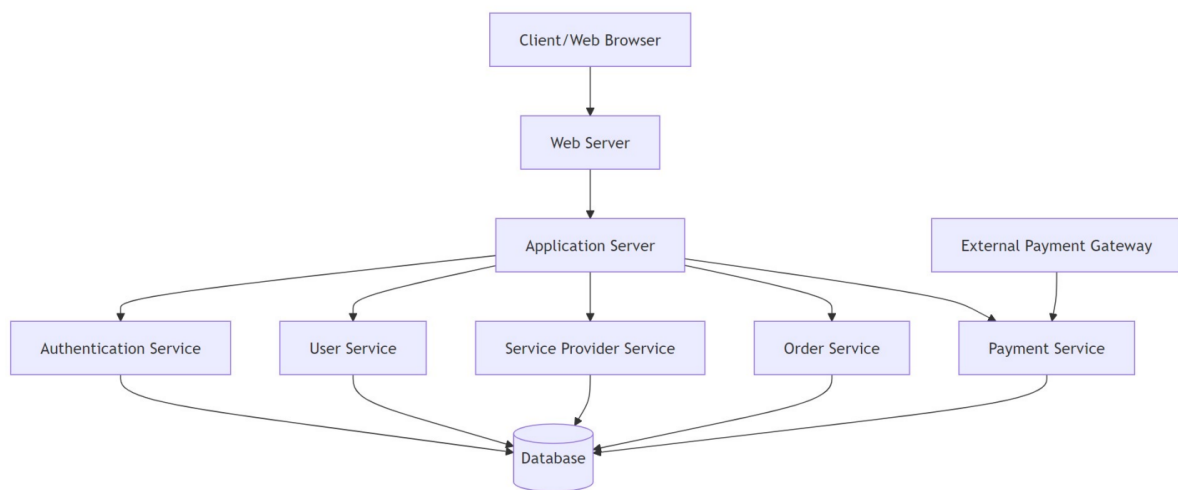 Client/Web Browser
Web Server
Application Server
External Payment Gateway
Authentication Service
User Service
Service Provider Service
Order Service
Payment Service
Database